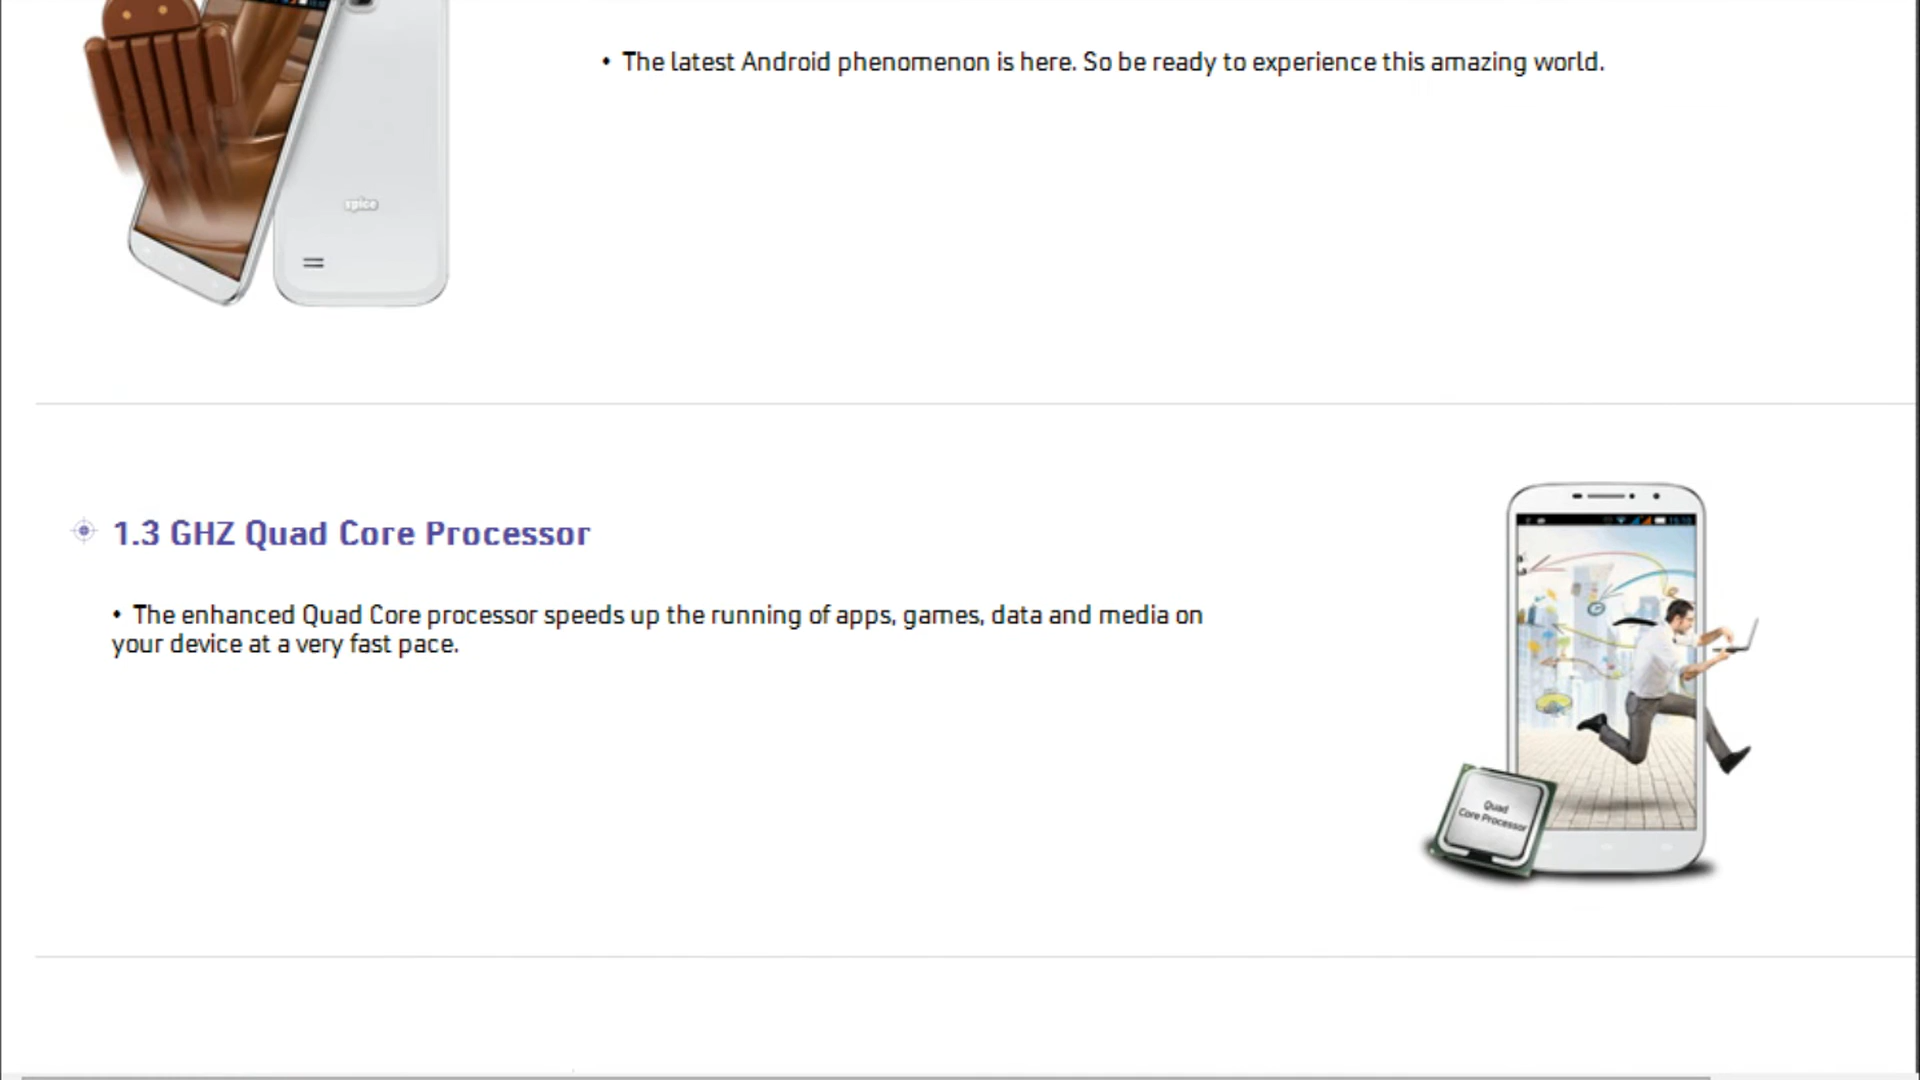 • The latest Android phenomenon is here. So be ready to experience this amazing world.
spice
1.3 GHZ Quad Core Processor
• The enhanced Quad Core processor speeds up the running of apps, games, data and media on
your device at a very fast pace.
Quad
Core Processor